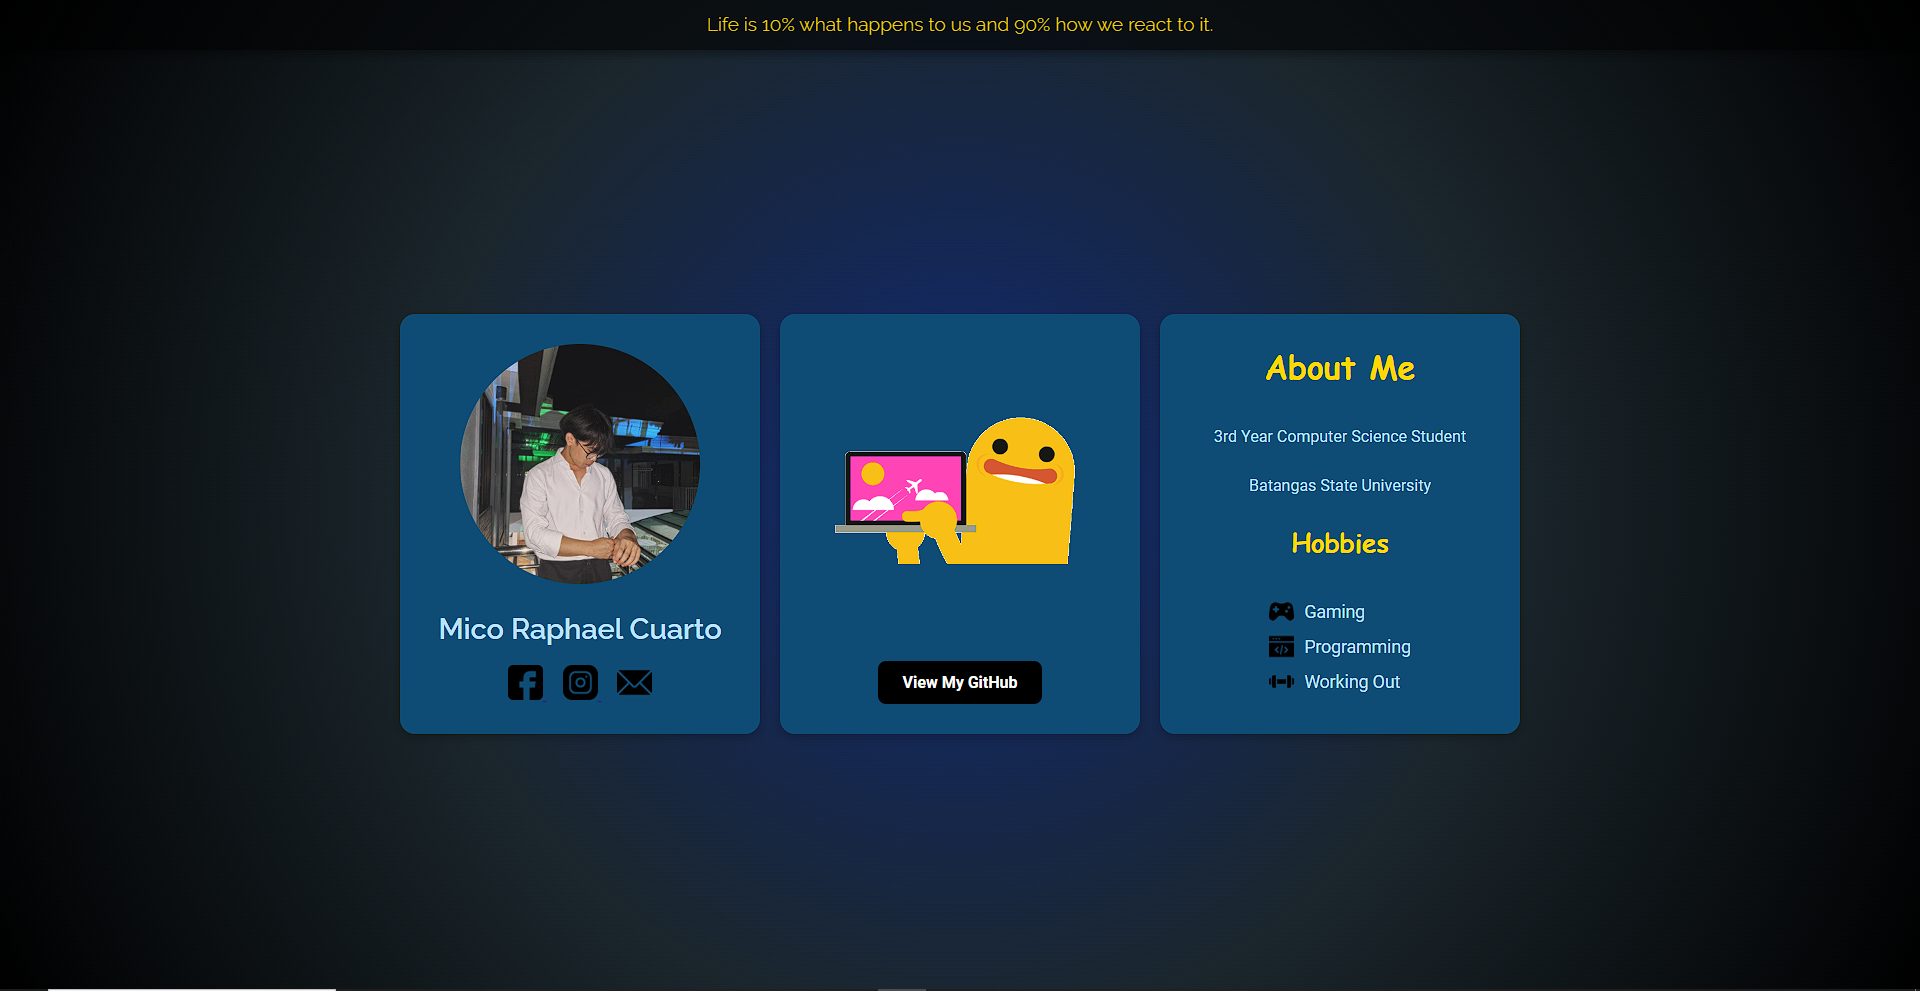 Life is 10% what happens to us and 90% how we react to it.
Mico Raphael Cuarto
View My GitHub
About Me
3rd Year Computer Science Student
Batangas State University
Hobbies
Gaming
Programming
Working Out